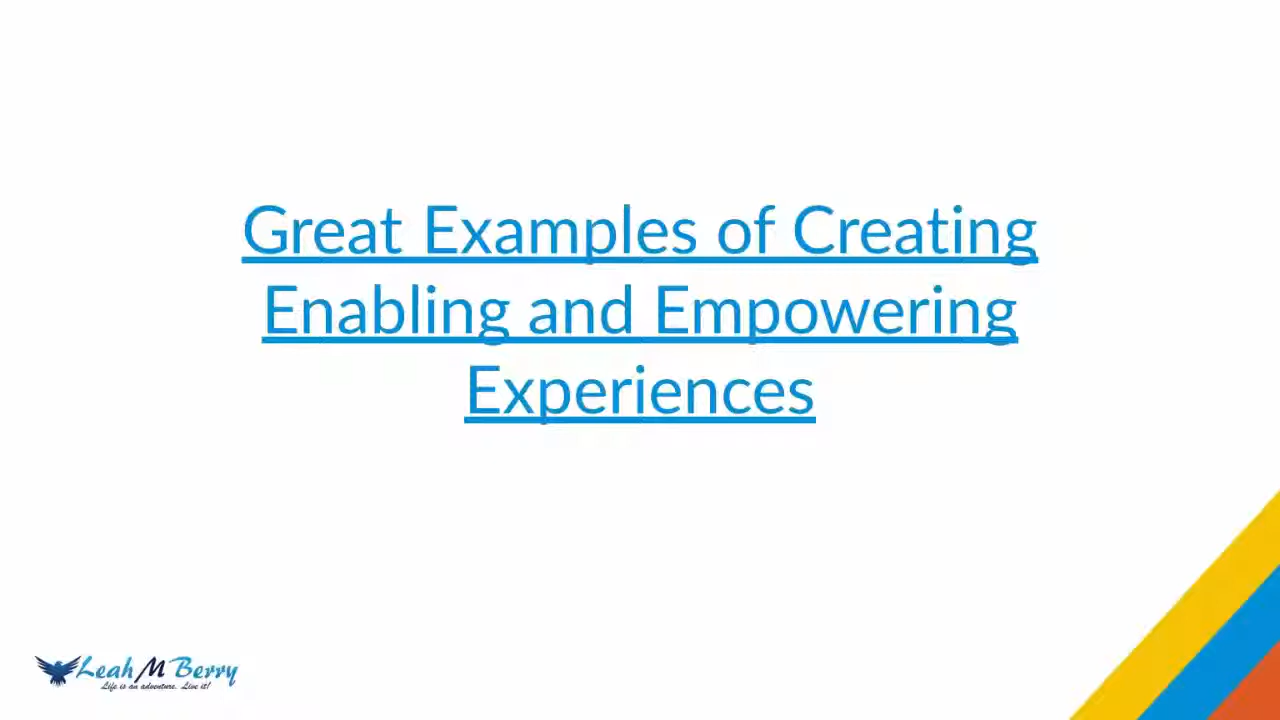 Great Examples of Creating
Enabling and Empowering
Experiences
Leah M Berry
Life is an adventure. Live it!